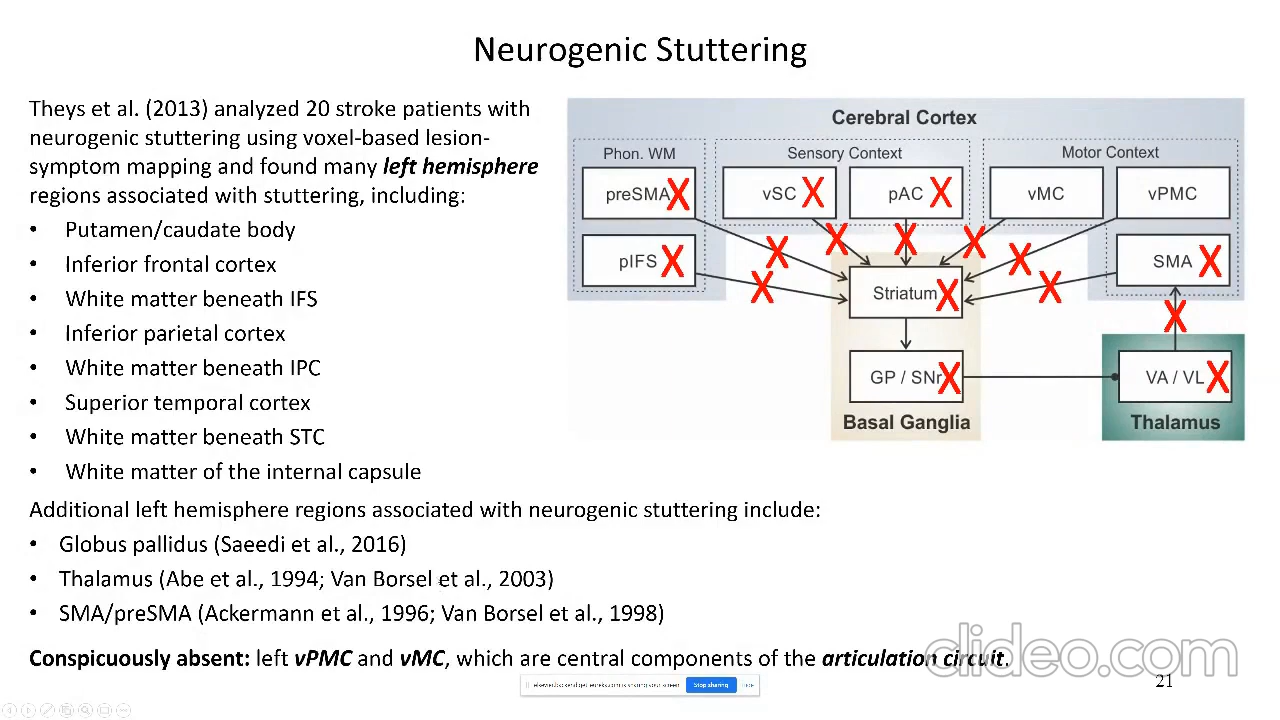 Neurogenic Stuttering
Theys et al. (2013) analyzed 20 stroke patients with
neurogenic stuttering using voxel-based lesion-
symptom mapping and found many left hemisphere
regions associated with stuttering, including:
• Putamen/caudate body
• Inferior frontal cortex
• White matter beneath IFS
• Inferior parietal cortex
• White matter beneath IPC
• Superior temporal cortex
• White matter beneath STC
• White matter of the internal capsule
Cerebral Cortex
Phon. WM
Sensory Context
Motor Context
preSMA X
vSC X
pAC X
vMC
vPMC
X X X X
X X
pIFS X
SMA X
X X
Striatum X
X
GP / SNr X
VA / VL X
Basal Ganglia
Thalamus
Additional left hemisphere regions associated with neurogenic stuttering include:
• Globus pallidus (Saeedi et al., 2016)
• Thalamus (Abe et al., 1994; Van Borsel et al., 2003)
• SMA/preSMA (Ackermann et al., 1996; Van Borsel et al., 1998)
Conspicuously absent: left vPMC and vMC, which are central components of the articulation circuit.
clideo.com
21
sharing your screen
Stop sharing
Hide